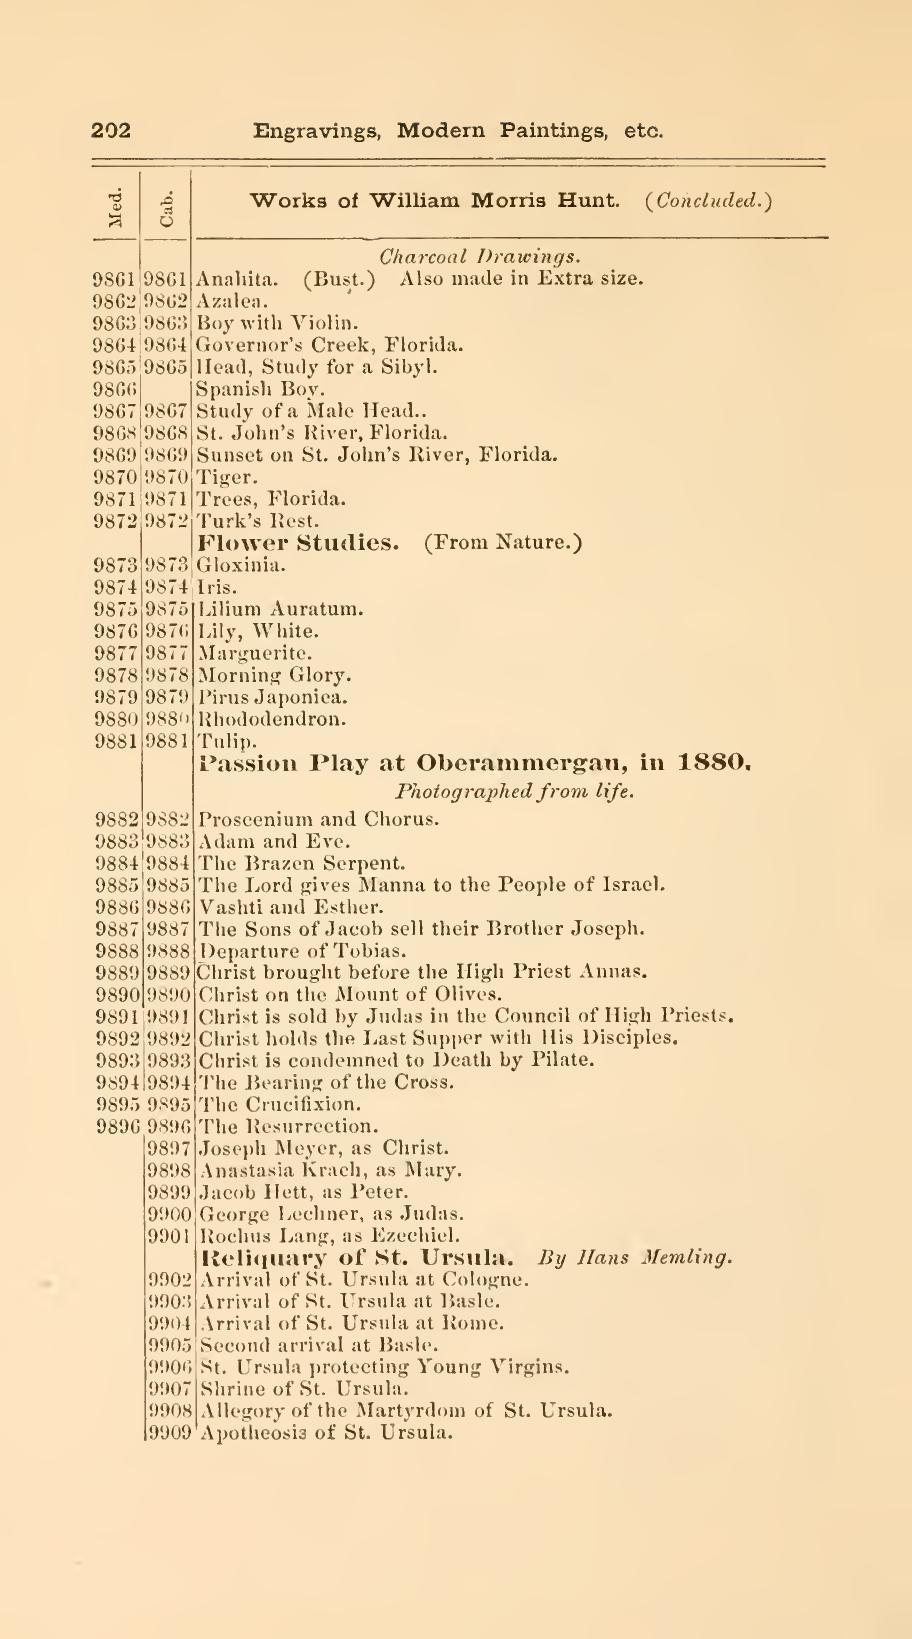 202 Engravings, Modern Paintings, etc.
Med. Cab. Works of William Morris Hunt. (Concluded.)
Charcoal Drawings.
9861 9861 Anahita. (Bust.) Also made in Extra size.
9862 9862 Azalea.
9863 9863 Boy with Violin.
9864 9864 Governor's Creek, Florida.
9865 9865 Head, Study for a Sibyl.
9866 Spanish Boy.
9867 9867 Study of a Male Head..
9868 9868 St. John's River, Florida.
9869 9869 Sunset on St. John's River, Florida.
9870 9870 Tiger.
9871 9871 Trees, Florida.
9872 9872 Turk's Rest.
Flower Studies. (From Nature.)
9873 9873 Gloxinia.
9874 9874 Iris.
9875 9875 Lilium Auratum.
9876 9876 Lily, White.
9877 9877 Marguerite.
9878 9878 Morning Glory.
9879 9879 Pirus Japonica.
9880 9880 Rhododendron.
9881 9881 Tulip.
Passion Play at Oberammergau, in 1880.
Photographed from life.
9882 9882 Proscenium and Chorus.
9883 9883 Adam and Eve.
9884 9884 The Brazen Serpent.
9885 9885 The Lord gives Manna to the People of Israel.
9886 9886 Vashti and Esther.
9887 9887 The Sons of Jacob sell their Brother Joseph.
9888 9888 Departure of Tobias.
9889 9889 Christ brought before the High Priest Annas.
9890 9890 Christ on the Mount of Olives.
9891 9891 Christ is sold by Judas in the Council of High Priests.
9892 9892 Christ holds the Last Supper with His Disciples.
9893 9893 Christ is condemned to Death by Pilate.
9894 9894 The Bearing of the Cross.
9895 9895 The Crucifixion.
9896 9896 The Resurrection.
9897 Joseph Meyer, as Christ.
9898 Anastasia Krach, as Mary.
9899 Jacob Hett, as Peter.
9900 George Lechner, as Judas.
9901 Rochus Lang, as Ezechiel.
Reliquary of St. Ursula. By Hans Memling.
9902 Arrival of St. Ursula at Cologne.
9903 Arrival of St. Ursula at Basle.
9904 Arrival of St. Ursula at Rome.
9905 Second arrival at Basle.
9906 St. Ursula protecting Young Virgins.
9907 Shrine of St. Ursula.
9908 Allegory of the Martyrdom of St. Ursula.
9909 Apotheosis of St. Ursula.